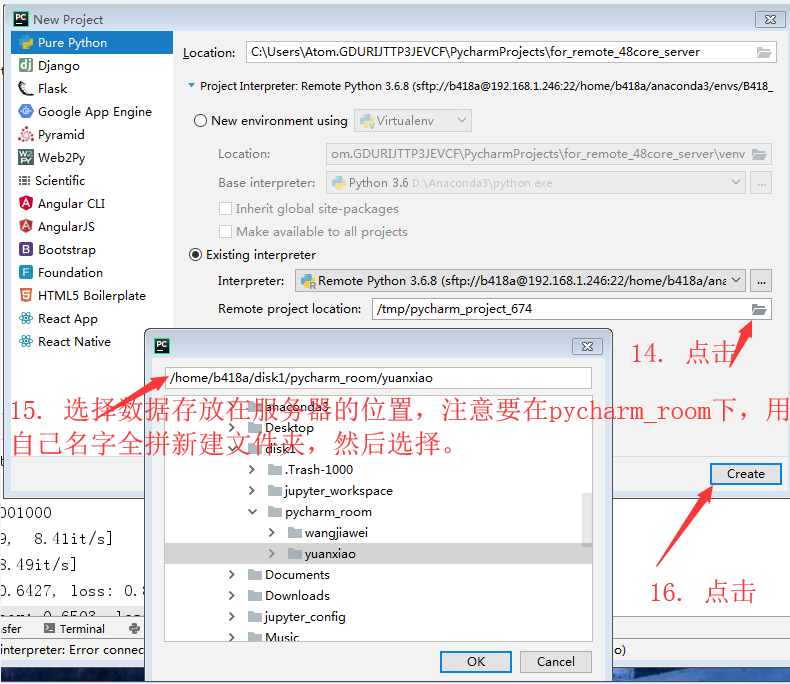 New Project
Pure Python
Django
Flask
Google App Engine
Pyramid
Web2Py
Scientific
Angular CLI
AngularJS
Bootstrap
Foundation
HTML5 Boilerplate
React App
React Native
Location: C:\Users\Atom.GDURIJTTP3JEVCF\PycharmProjects\for_remote_48core_server
Project Interpreter: Remote Python 3.6.8 (sftp://b418a@192.168.1.246:22/home/b418a/anaconda3/envs/B418_
New environment using Virtualenv
Location: om.GDURIJTTP3JEVCF\PycharmProjects\for_remote_48core_server\venv
Base interpreter: Python 3.6 D:\Anaconda3\python.exe ...
Inherit global site-packages
Make available to all projects
Existing interpreter
Interpreter: Remote Python 3.6.8 (sftp://b418a@192.168.1.246:22/home/b418a/ana ...
Remote project location: /tmp/pycharm_project_674
14. 点击
/home/b418a/disk1/pycharm_room/yuanxiao
15. 选择数据存放在服务器的位置，注意要在pycharm_room下，用
自己名字全拼新建文件夹，然后选择。
anaconda3
Desktop
disk1
.Trash-1000
jupyter_workspace
pycharm_room
wangjiawei
yuanxiao
Documents
Downloads
jupyter_config
Music
OK
Cancel
Create
16. 点击
001000
9, 8.41it/s]
8.49it/s]
0.6427, loss: 0.8
sfer
Terminal
interpreter: Error connec
o)